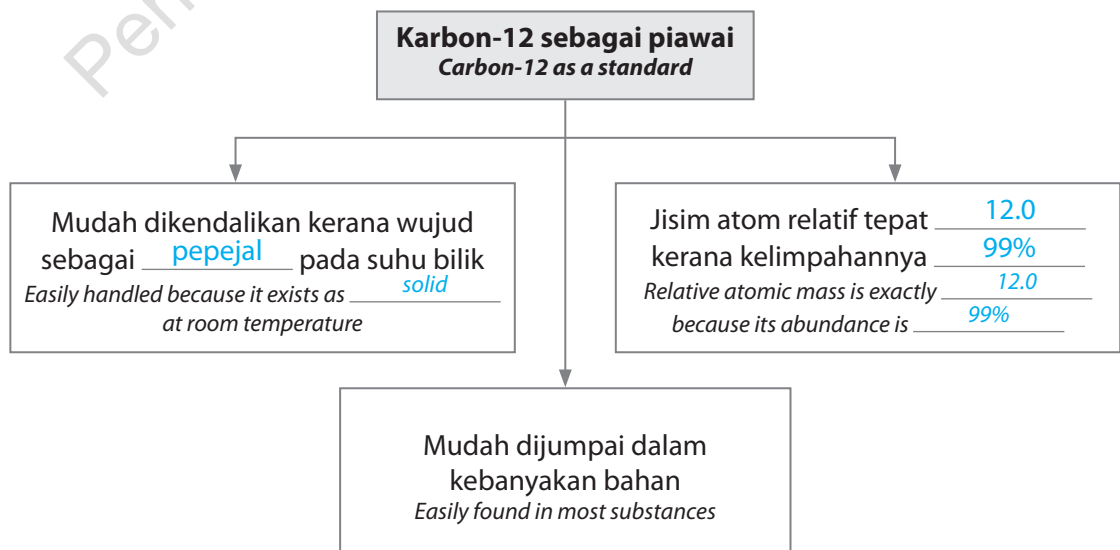 Karbon-12 sebagai piawai
Carbon-12 as a standard
Mudah dikendalikan kerana wujud
sebagai pepejal pada suhu bilik
Easily handled because it exists as solid
at room temperature
Jisim atom relatif tepat 12.0
kerana kelimpahannya 99%
Relative atomic mass is exactly 12.0
because its abundance is 99%
Mudah dijumpai dalam
kebanyakan bahan
Easily found in most substances